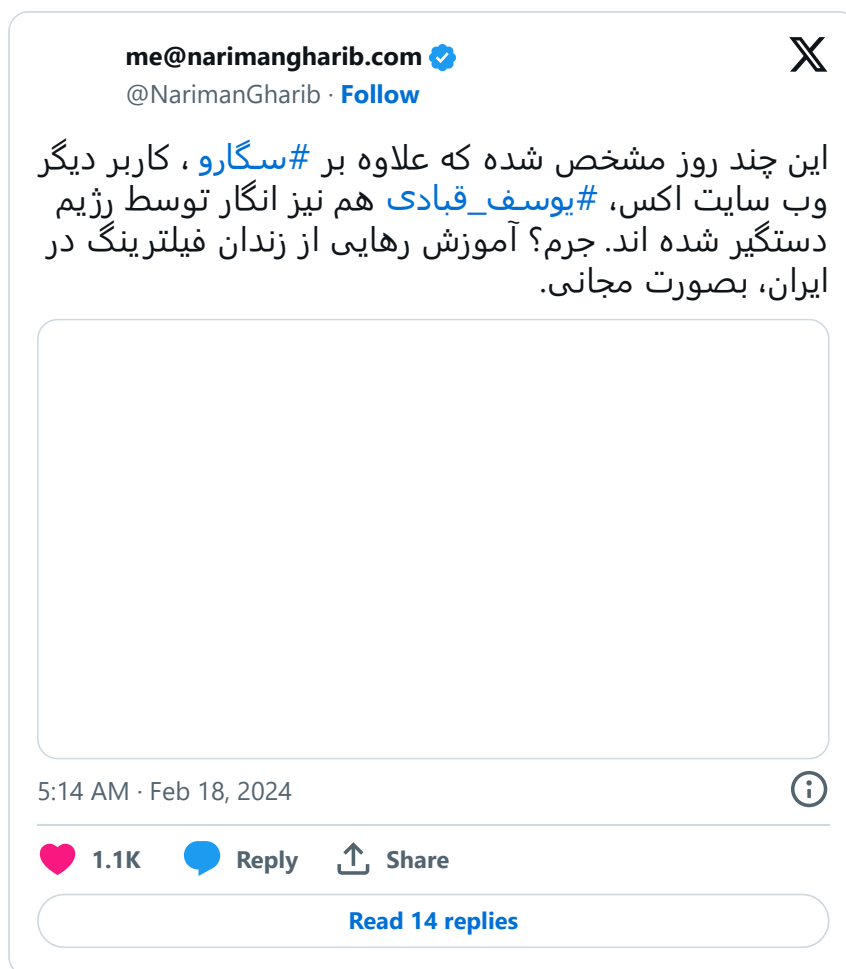 me@narimangharib.com
@NarimanGharib · Follow
این چند روز مشخص شده که علاوه بر #سگارو ، کاربر دیگر
وب سایت اکس، #یوسف_قبادی هم نیز انگار توسط رژیم
دستگیر شده اند. جرم؟ آموزش رهایی از زندان فیلترینگ در
ایران، بصورت مجانی.
5:14 AM · Feb 18, 2024
1.1K Reply Share
Read 14 replies